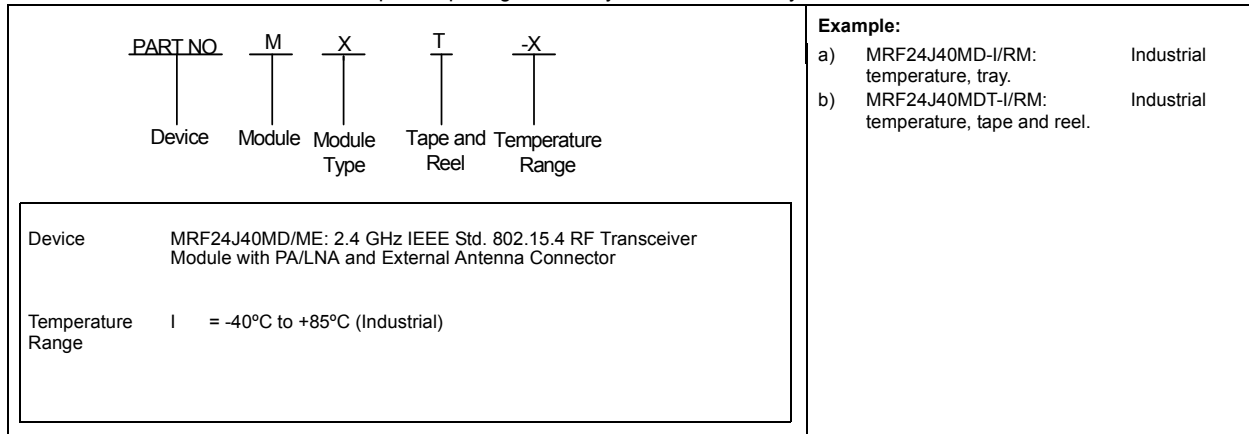 PART NO M X T -X
Device Module Module Type Tape and Reel Temperature Range
Device MRF24J40MD/ME: 2.4 GHz IEEE Std. 802.15.4 RF Transceiver
Module with PA/LNA and External Antenna Connector
Temperature Range I = -40ºC to +85ºC (Industrial)
Example:
a) MRF24J40MD-I/RM: Industrial
temperature, tray.
b) MRF24J40MDT-I/RM: Industrial
temperature, tape and reel.